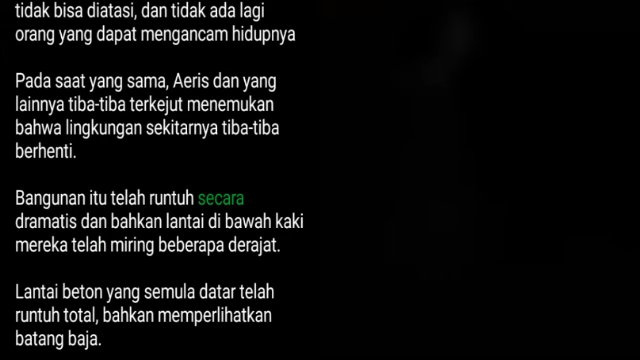 tidak bisa diatasi, dan tidak ada lagi
orang yang dapat mengancam hidupnya
Pada saat yang sama, Aeris dan yang
lainnya tiba-tiba terkejut menemukan
bahwa lingkungan sekitarnya tiba-tiba
berhenti.
Bangunan itu telah runtuh secara
dramatis dan bahkan lantai di bawah kaki
mereka telah miring beberapa derajat.
Lantai beton yang semula datar telah
runtuh total, bahkan memperlihatkan
batang baja.